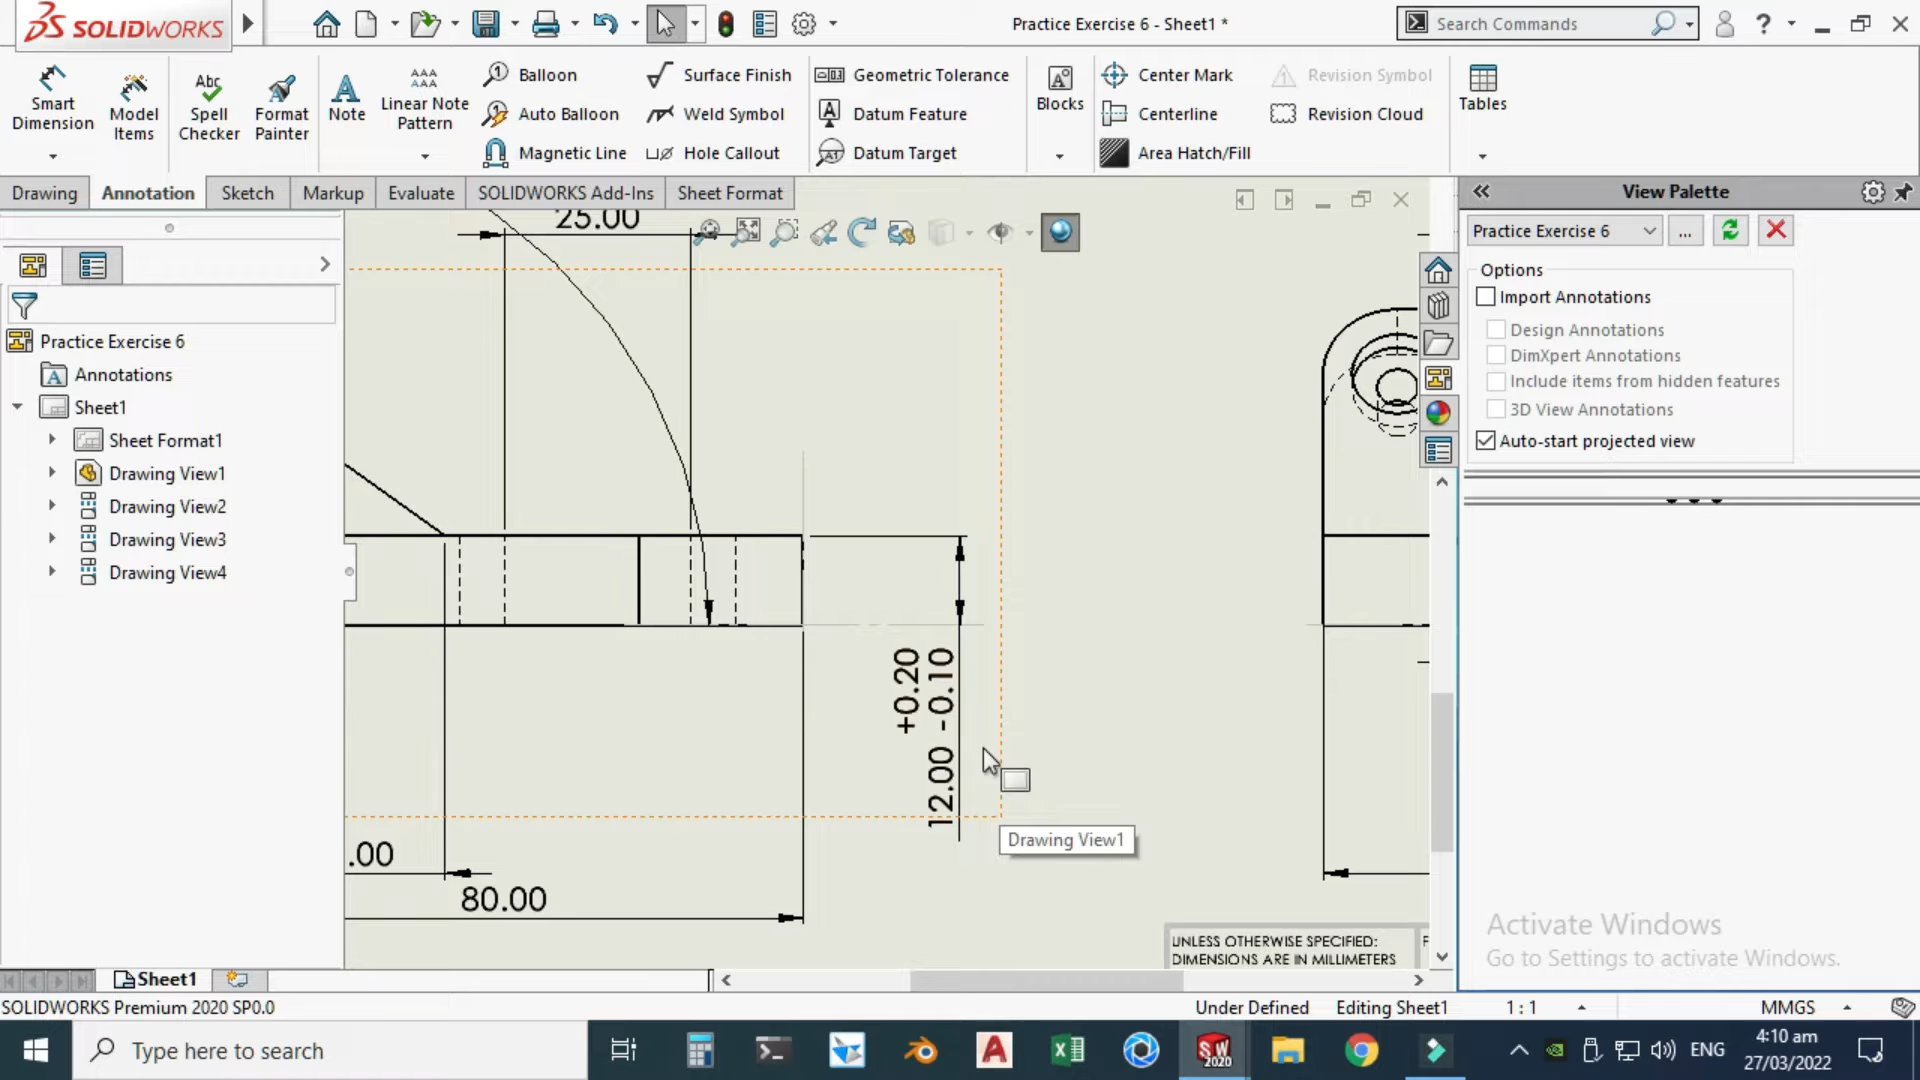 SOLIDWORKS
Practice Exercise 6 - Sheet1 *
Search Commands
?
Smart Dimension
Model Items
Abc
Spell Checker
Format Painter
Note
Linear Note Pattern
Balloon
Auto Balloon
Magnetic Line
Surface Finish
Weld Symbol
Hole Callout
Geometric Tolerance
Datum Feature
Datum Target
Blocks
Center Mark
Centerline
Area Hatch/Fill
Revision Symbol
Revision Cloud
Tables
Drawing
Annotation
Sketch
Markup
Evaluate
SOLIDWORKS Add-Ins
Sheet Format
View Palette
Practice Exercise 6
...
Options
Import Annotations
Design Annotations
DimXpert Annotations
Include items from hidden features
3D View Annotations
Auto-start projected view
Practice Exercise 6
Annotations
Sheet1
Sheet Format1
Drawing View1
Drawing View2
Drawing View3
Drawing View4
25.00
+0.20
12.00 -0.10
.00
80.00
Drawing View1
UNLESS OTHERWISE SPECIFIED:
DIMENSIONS ARE IN MILLIMETERS
F
Activate Windows
Go to Settings to activate Windows.
Sheet1
SOLIDWORKS Premium 2020 SP0.0
Under Defined
Editing Sheet1
1 : 1
MMGS
Type here to search
SW
2020
ENG
4:10 am
27/03/2022